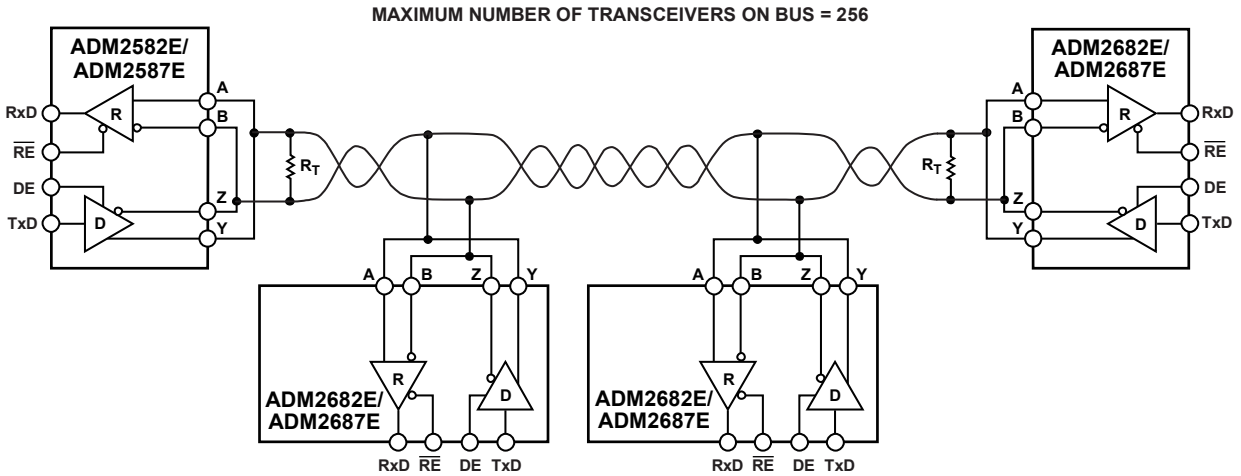 MAXIMUM NUMBER OF TRANSCEIVERS ON BUS = 256
ADM2582E/
ADM2587E
A
B
Z
Y
RxD
RE
DE
TxD
R
D
RT
RT
ADM2682E/
ADM2687E
A
B
Z
Y
R
D
RxD
RE
DE
TxD
A B Z Y
R
D
ADM2682E/
ADM2687E
RxD RE DE TxD
A B Z Y
R
D
ADM2682E/
ADM2687E
RxD RE DE TxD